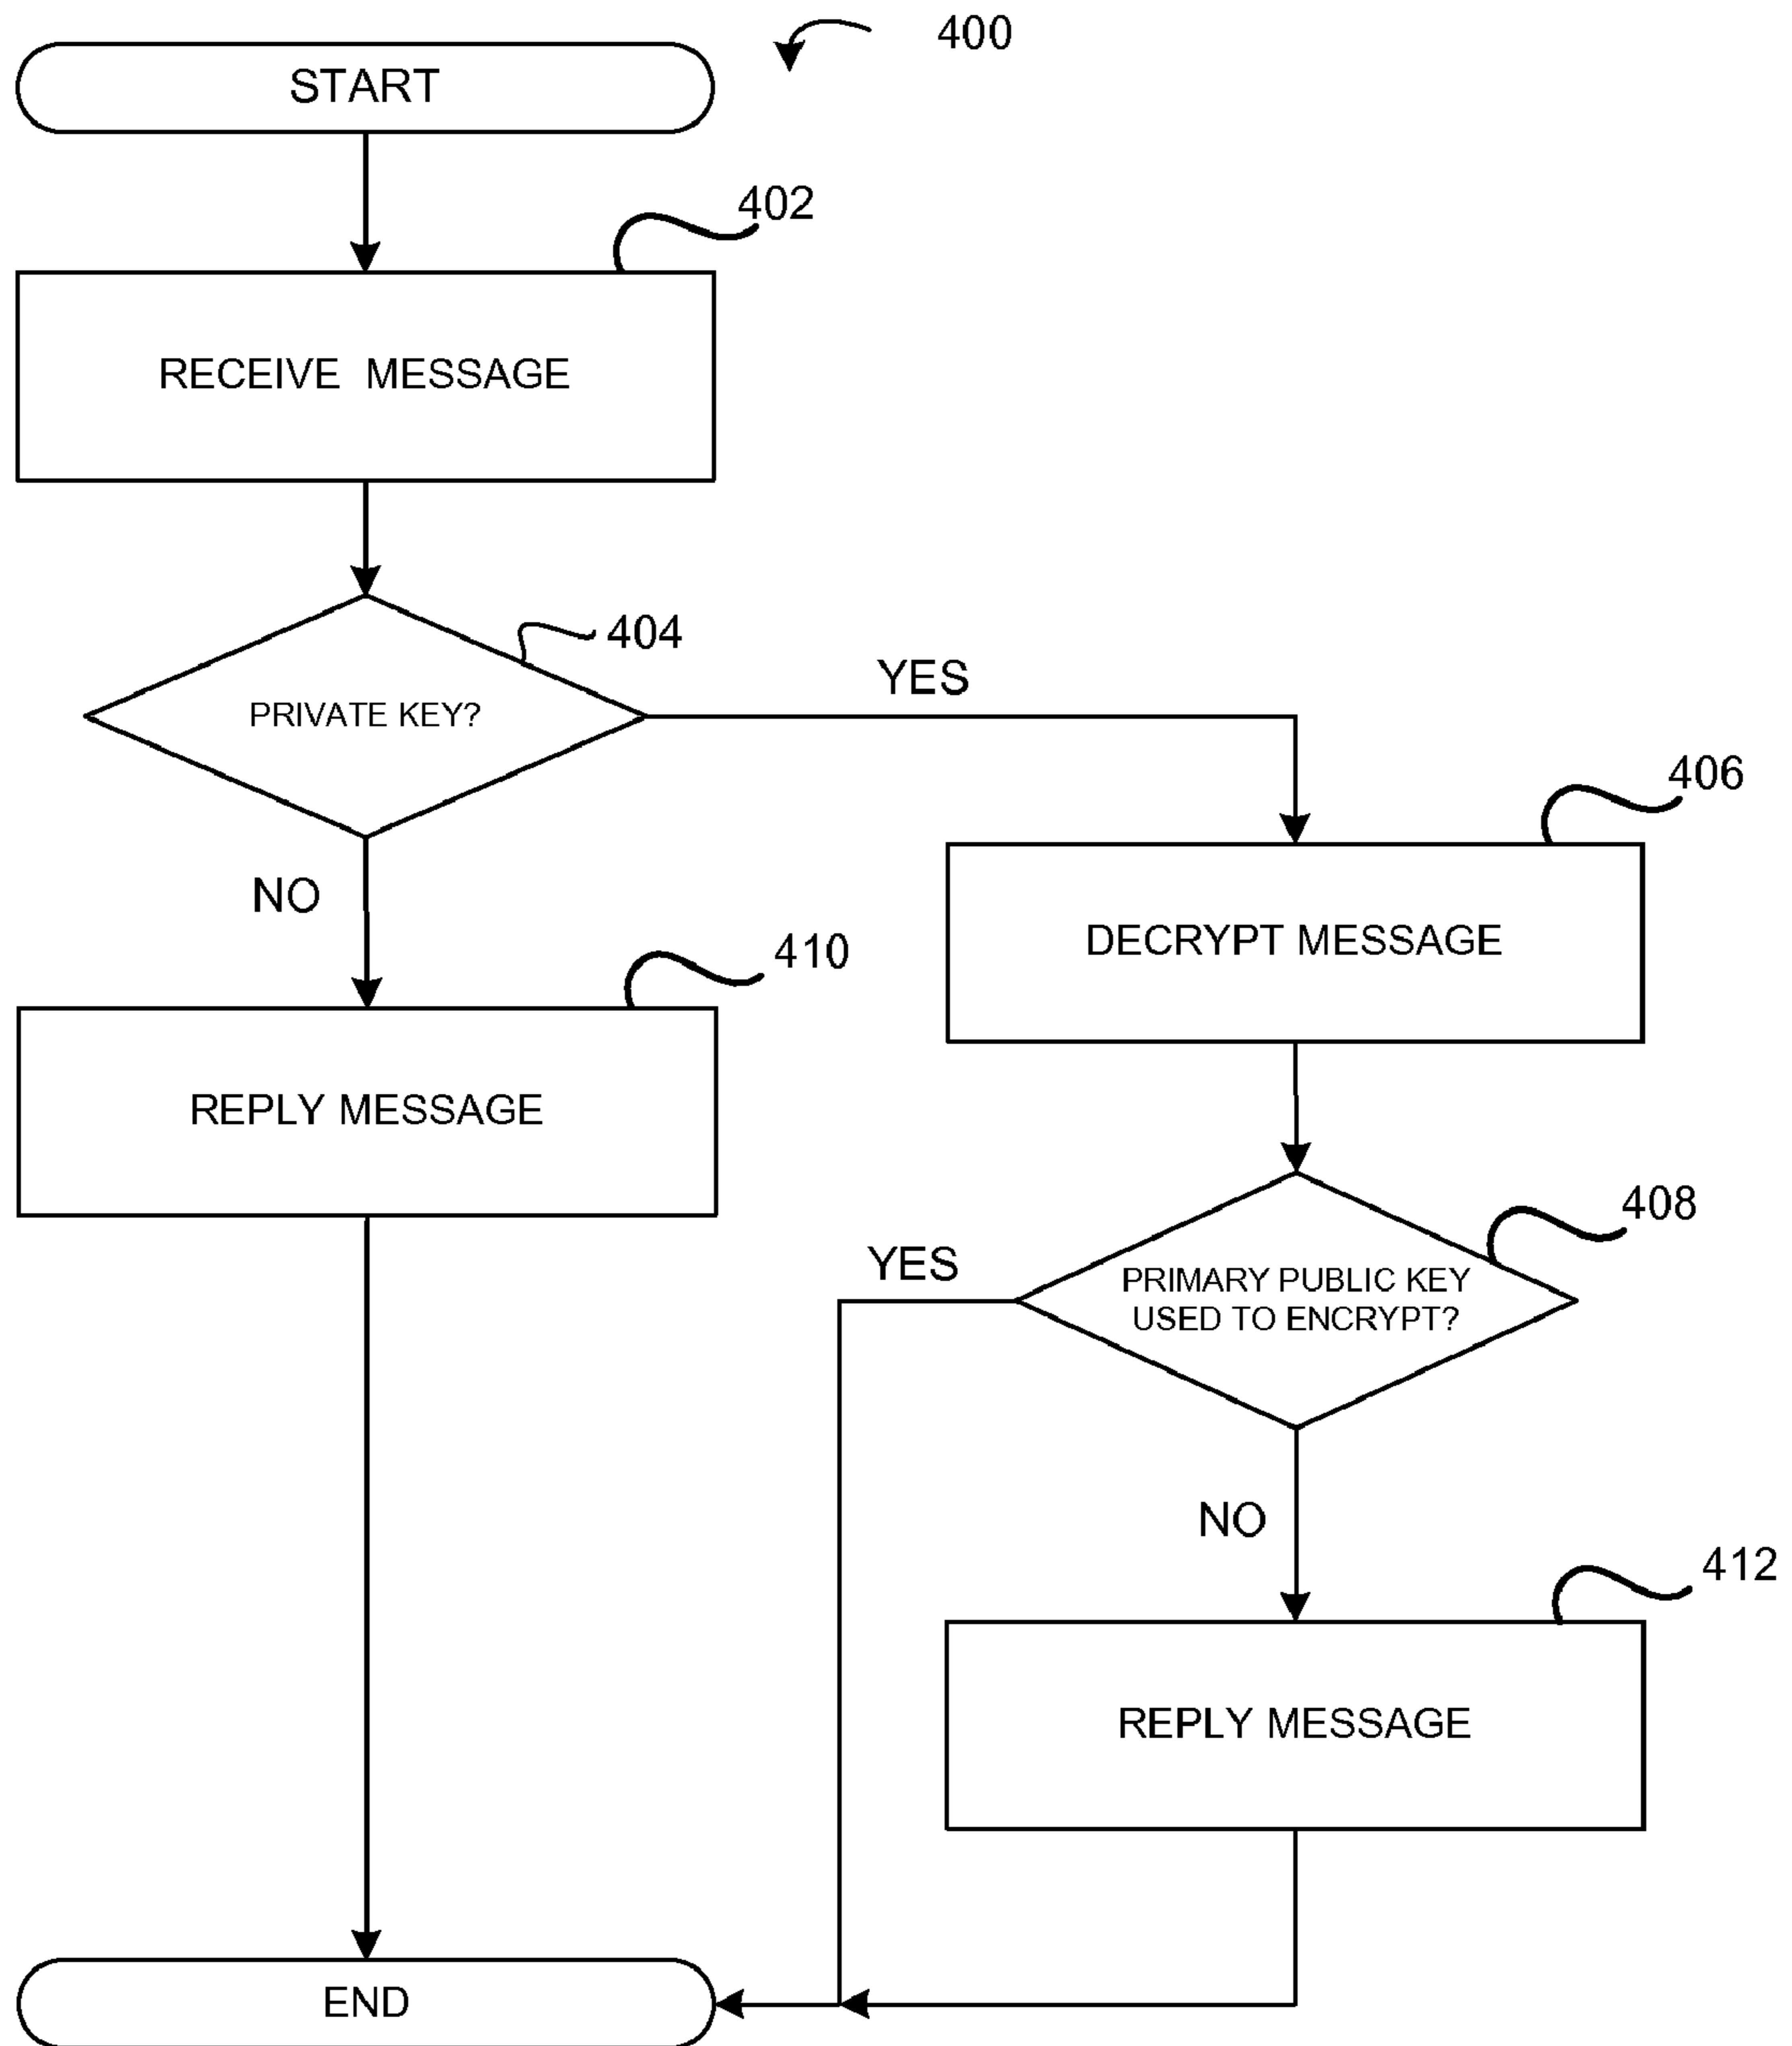 400
START
402
RECEIVE MESSAGE
404
PRIVATE KEY?
YES
406
NO
DECRYPT MESSAGE
410
REPLY MESSAGE
408
YES
PRIMARY PUBLIC KEY
USED TO ENCRYPT?
NO
412
REPLY MESSAGE
END